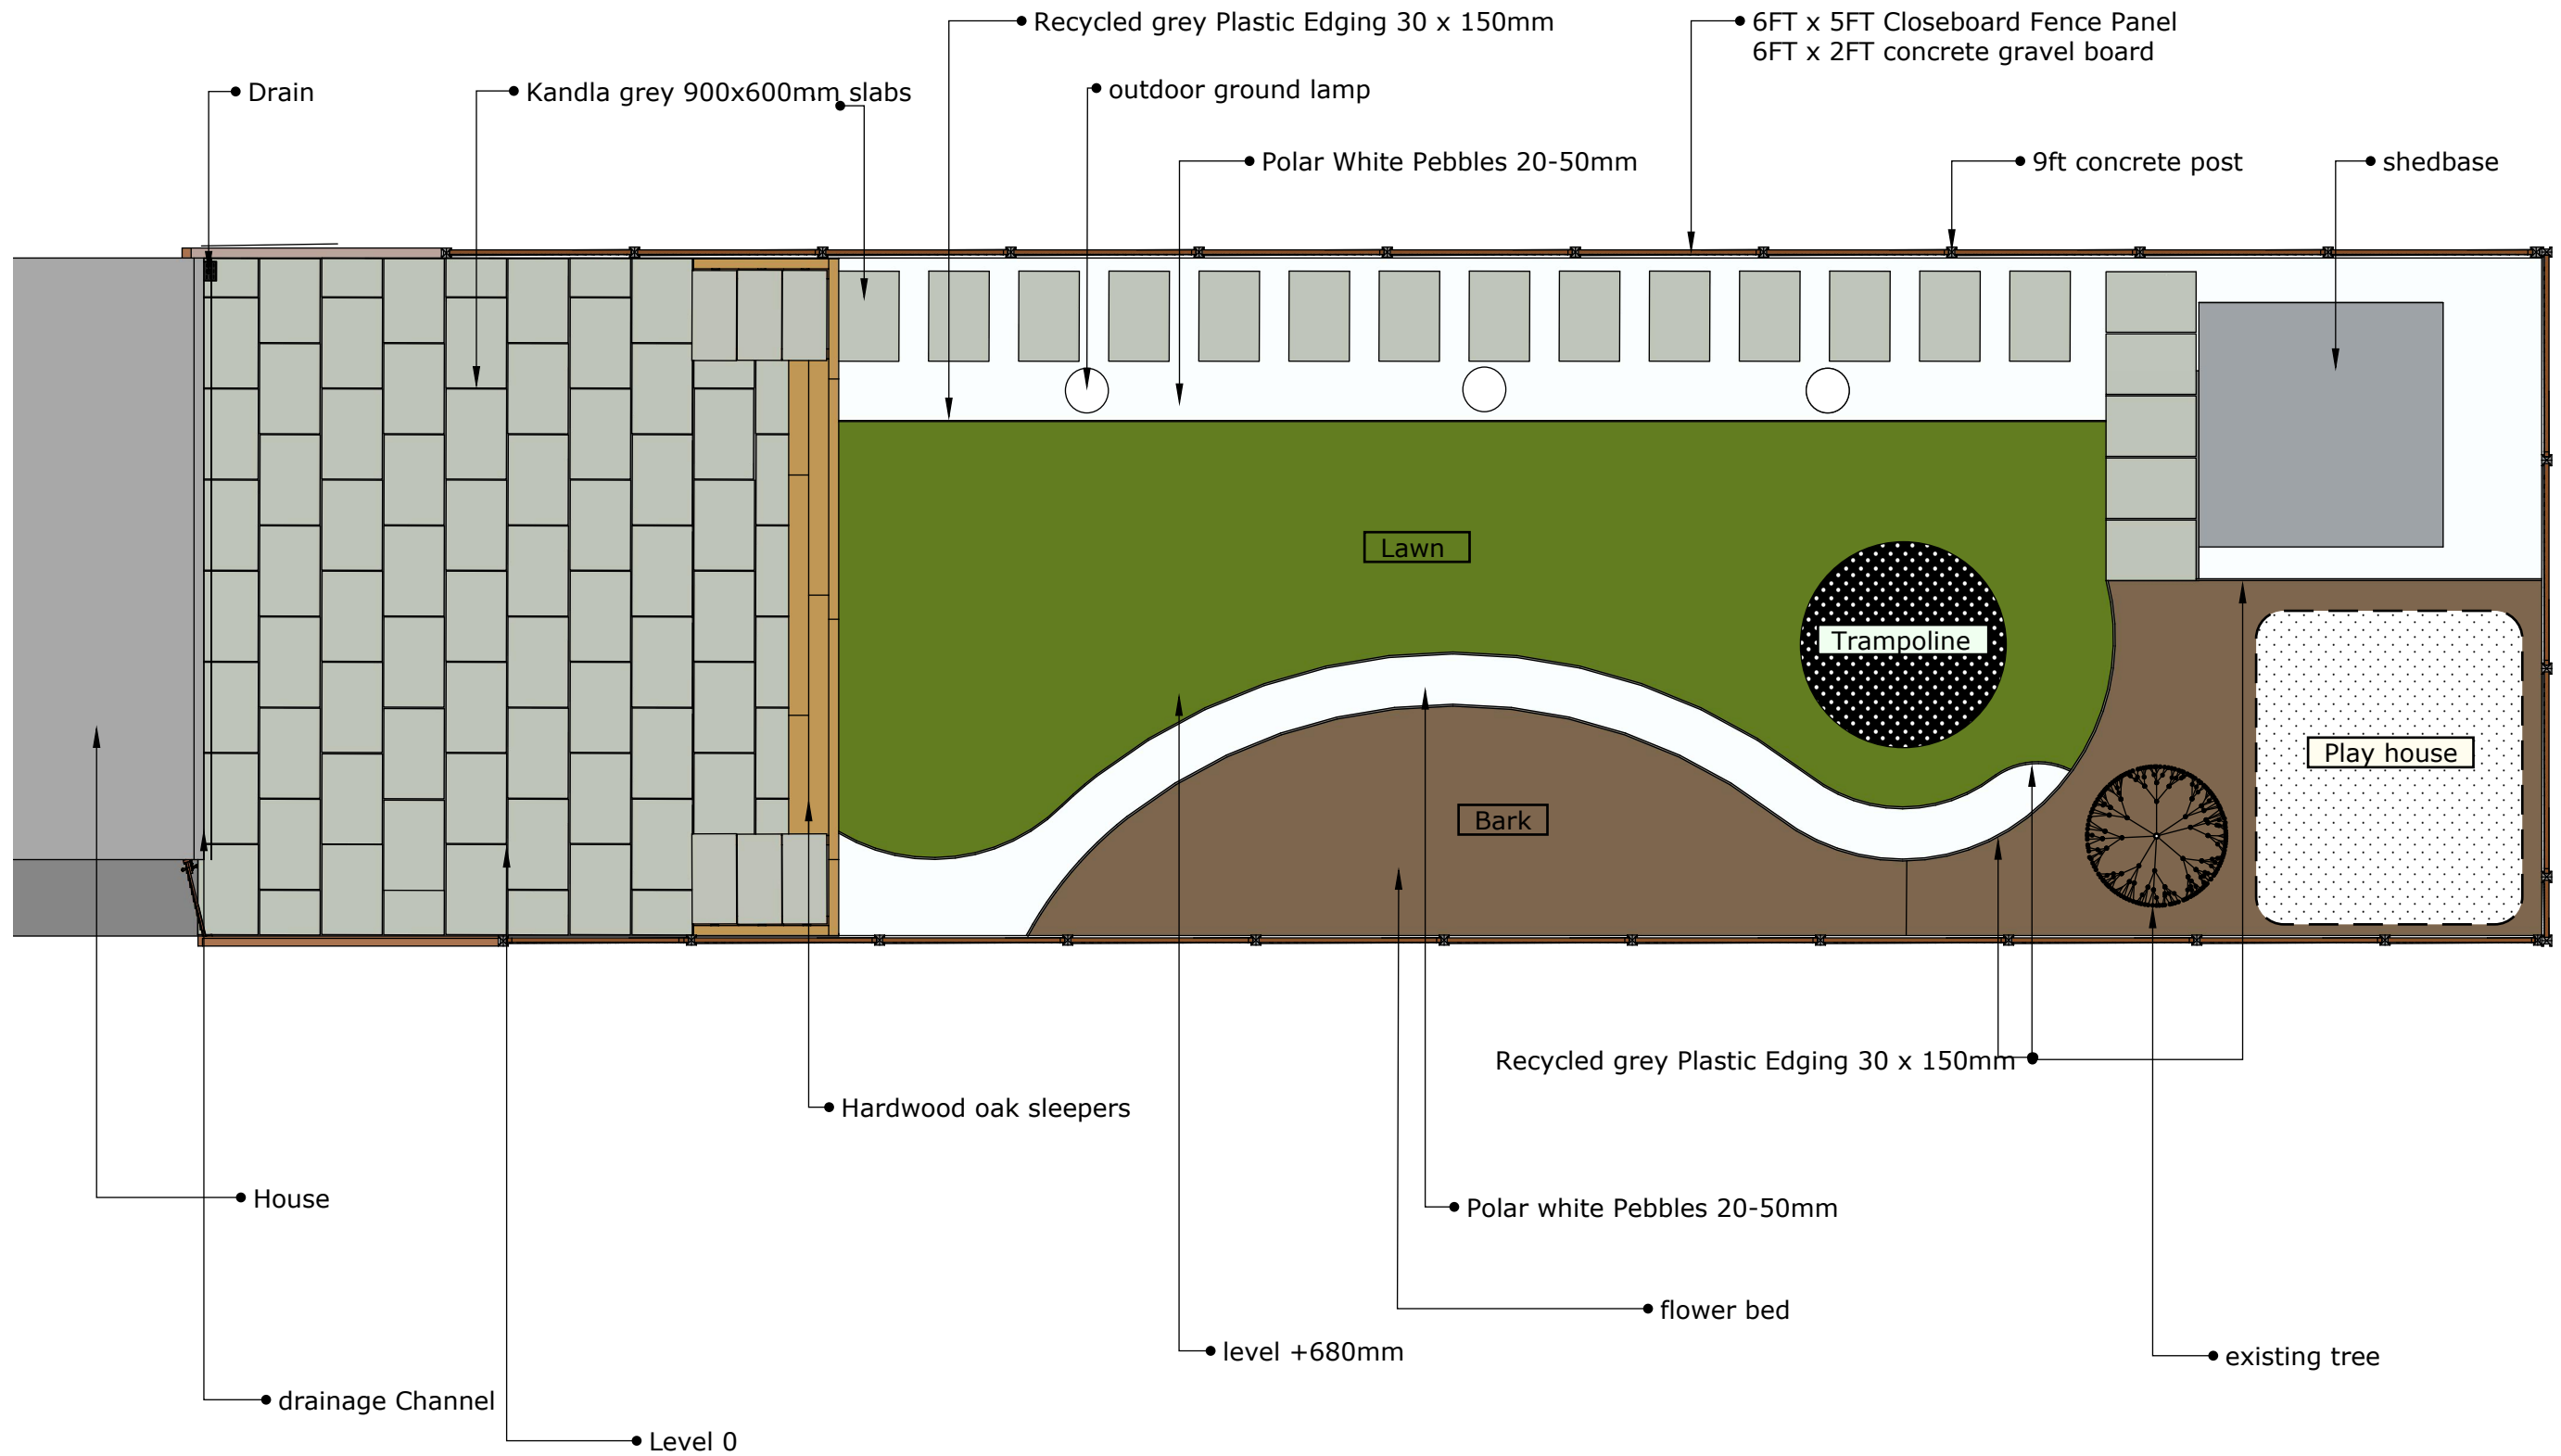 Recycled grey Plastic Edging 30 x 150mm
6FT x 5FT Closeboard Fence Panel
6FT x 2FT concrete gravel board
Drain
Kandla grey 900x600mm slabs
outdoor ground lamp
Polar White Pebbles 20-50mm
9ft concrete post
shedbase
Lawn
Trampoline
Play house
Bark
Recycled grey Plastic Edging 30 x 150mm
Hardwood oak sleepers
House
Polar white Pebbles 20-50mm
flower bed
level +680mm
existing tree
drainage Channel
Level 0